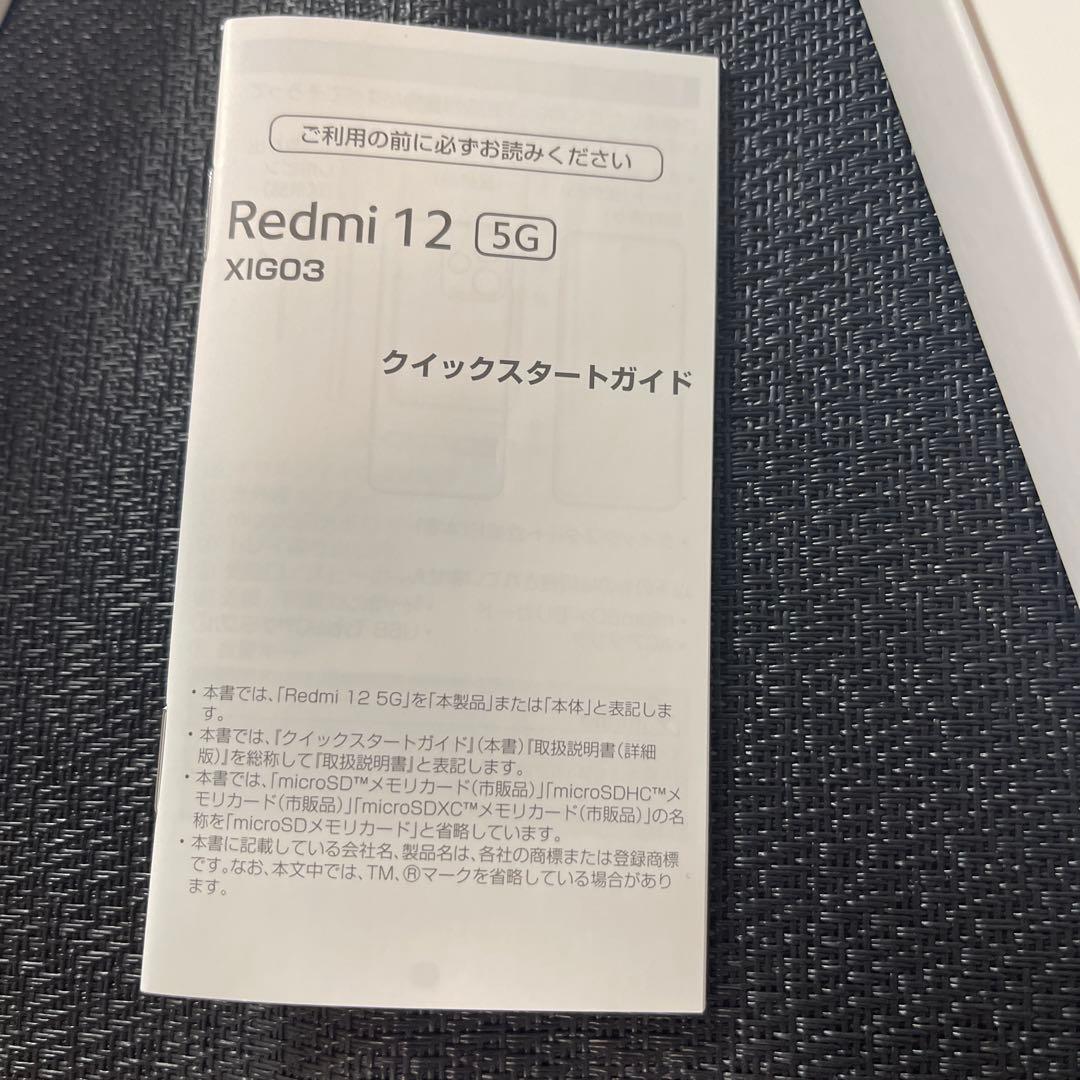 ご利用の前に必ずお読みください
Redmi 12 5G
XIG03
クイックスタートガイド
・本書では、「Redmi 12 5G」を「本製品」または「本体」と表記しま
す。
・本書では、『クイックスタートガイド』(本書)『取扱説明書(詳細
版)』を総称して『取扱説明書』と表記します。
・本書では、「microSD™メモリカード(市販品)」「microSDHC™メ
モリカード(市販品)」「microSDXC™メモリカード(市販品)」の名
称を「microSDメモリカード」と省略しています。
・本書に記載している会社名、製品名は、各社の商標または登録商標
です。なお、本文中では、TM、®マークを省略している場合があり
ます。